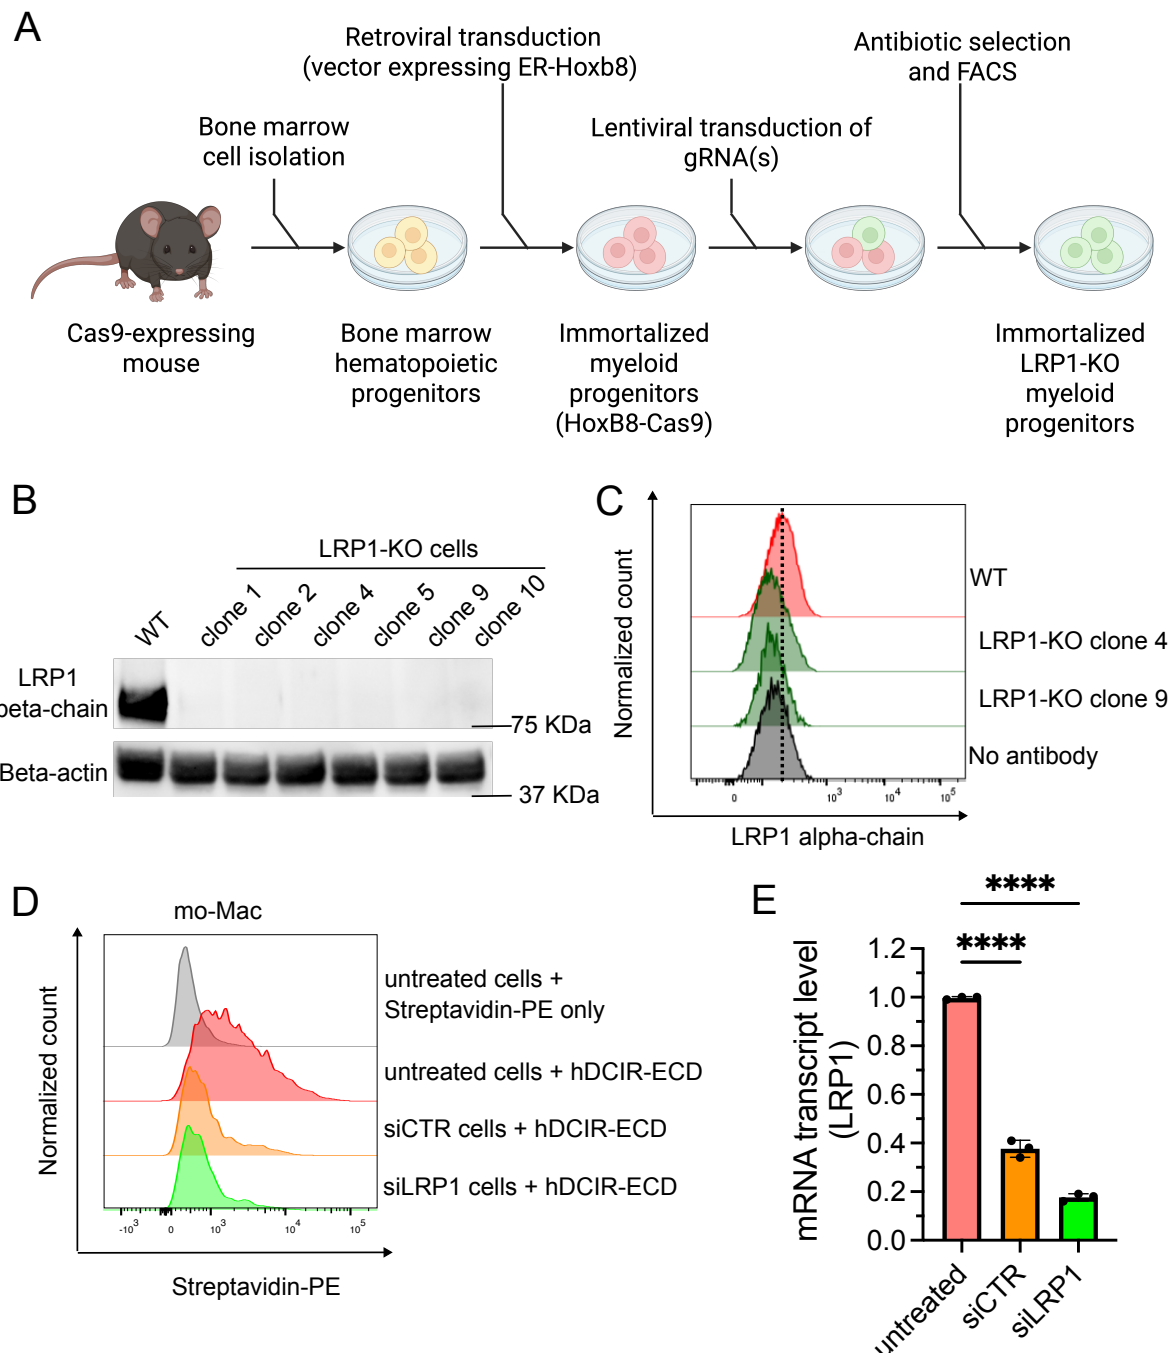 A
Retroviral transduction
(vector expressing ER-Hoxb8)
Antibiotic selection
and FACS
Bone marrow
cell isolation
Lentiviral transduction of
gRNA(s)
Cas9-expressing
mouse
Bone marrow
hematopoietic
progenitors
Immortalized
myeloid
progenitors
(HoxB8-Cas9)
Immortalized
LRP1-KO
myeloid
progenitors
B
LRP1-KO cells
WT
clone 1
clone 2
clone 4
clone 5
clone 9
clone 10
LRP1
beta-chain
75 KDa
Beta-actin
37 KDa
C
Normalized count
WT
LRP1-KO clone 4
LRP1-KO clone 9
No antibody
0 10³ 10⁴ 10⁵
LRP1 alpha-chain
D
mo-Mac
Normalized count
untreated cells +
Streptavidin-PE only
untreated cells + hDCIR-ECD
siCTR cells + hDCIR-ECD
siLRP1 cells + hDCIR-ECD
-10³ 0 10³ 10⁴ 10⁵
Streptavidin-PE
E
****
****
mRNA transcript level
(LRP1)
1.2
1.0
0.8
0.6
0.4
0.2
0.0
untreated
siCTR
siLRP1